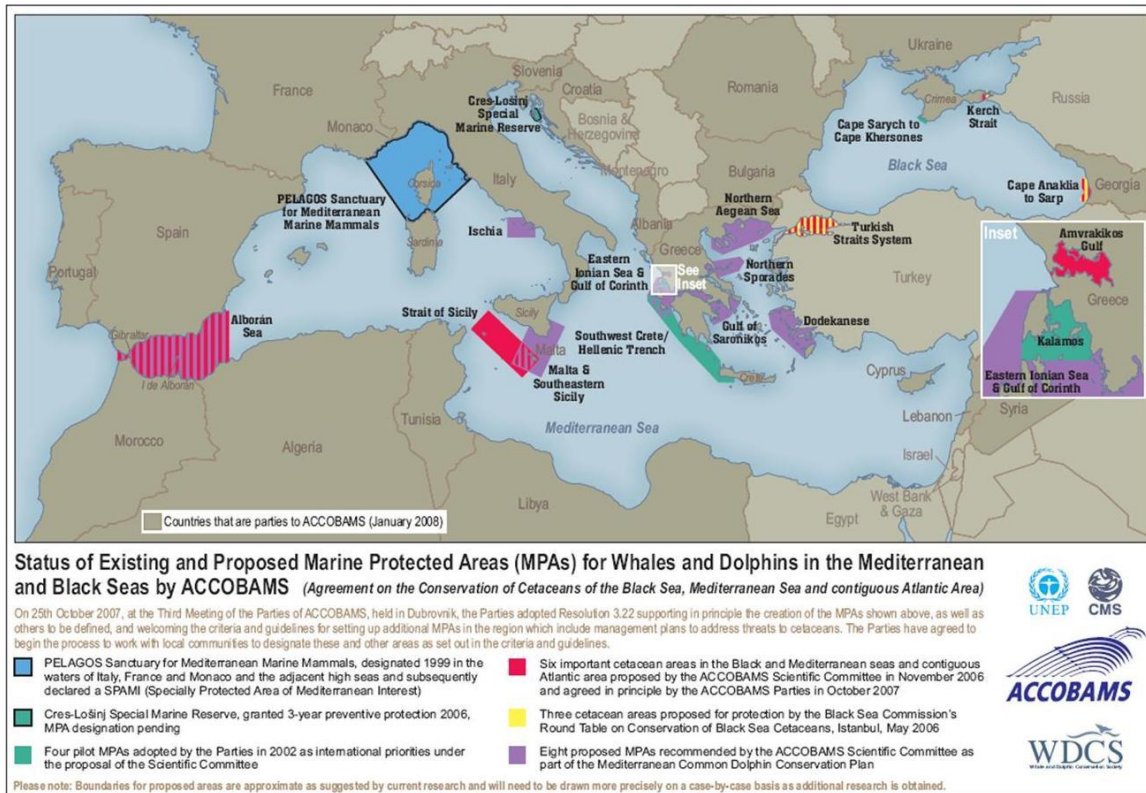 Ukraine
Slovenia
Croatia
France
Romania
Russia
Crimea
Cres-Lošinj
Special
Marine Reserve
Bosnia &
Herzegovina
Kerch
Strait
Monaco
Cape Sarych to
Cape Khersones
Montenegro
Black Sea
Italy
Bulgaria
Corsica
Georgia
Cape Anaklia
to Sarp
PELAGOS Sanctuary
for Mediterranean
Marine Mammals
Albania
Northern
Aegean Sea
Ischia
Spain
Sardinia
Greece
Turkish
Straits System
Inset
Amvrakikos
Gulf
Eastern
Ionian Sea &
Gulf of Corinth
See
Inset
Northern
Sporades
Turkey
Portugal
Greece
Strait of Sicily
Sicily
Alborán
Sea
Gibraltar
Southwest Crete/
Hellenic Trench
Gulf of
Saronikos
Dodekanese
Kalamos
Malta
Malta &
Southeastern
Sicily
I de Alborán
Crete
Cyprus
Eastern Ionian Sea
& Gulf of Corinth
Lebanon
Syria
Tunisia
Mediterranean Sea
Morocco
Algeria
Israel
West Bank
& Gaza
Libya
Egypt
Countries that are parties to ACCOBAMS (January 2008)
Status of Existing and Proposed Marine Protected Areas (MPAs) for Whales and Dolphins in the Mediterranean
and Black Seas by ACCOBAMS (Agreement on the Conservation of Cetaceans of the Black Sea, Mediterranean Sea and contiguous Atlantic Area)
On 25th October 2007, at the Third Meeting of the Parties of ACCOBAMS, held in Dubrovnik, the Parties adopted Resolution 3.22 supporting in principle the creation of the MPAs shown above, as well as
others to be defined, and welcoming the criteria and guidelines for setting up additional MPAs in the region which include management plans to address threats to cetaceans. The Parties have agreed to
begin the process to work with local communities to designate these and other areas as set out in the criteria and guidelines.
PELAGOS Sanctuary for Mediterranean Marine Mammals, designated 1999 in the
waters of Italy, France and Monaco and the adjacent high seas and subsequently
declared a SPAMI (Specially Protected Area of Mediterranean Interest)
Cres-Lošinj Special Marine Reserve, granted 3-year preventive protection 2006,
MPA designation pending
Four pilot MPAs adopted by the Parties in 2002 as international priorities under
the proposal of the Scientific Committee
Six important cetacean areas in the Black and Mediterranean seas and contiguous
Atlantic area proposed by the ACCOBAMS Scientific Committee in November 2006
and agreed in principle by the ACCOBAMS Parties in October 2007
Three cetacean areas proposed for protection by the Black Sea Commission's
Round Table on Conservation of Black Sea Cetaceans, Istanbul, May 2006
Eight proposed MPAs recommended by the ACCOBAMS Scientific Committee as
part of the Mediterranean Common Dolphin Conservation Plan
Please note: Boundaries for proposed areas are approximate as suggested by current research and will need to be drawn more precisely on a case-by-case basis as additional research is obtained.
UNEP
CMS
ACCOBAMS
WDCS
Whale and Dolphin Conservation Society